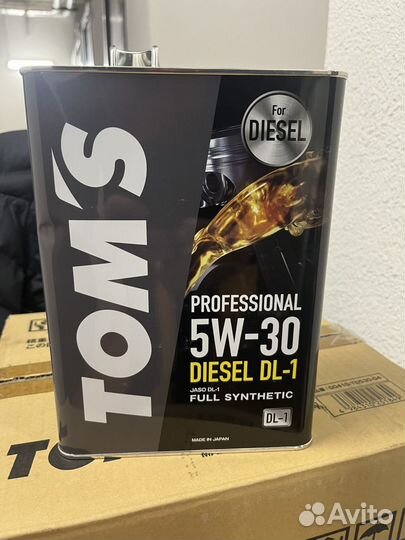 TOM'S
For
DIESEL
PROFESSIONAL
5W-30
DIESEL DL-1
JASO DL-1
FULL SYNTHETIC
DL-1
MADE IN JAPAN
Avito